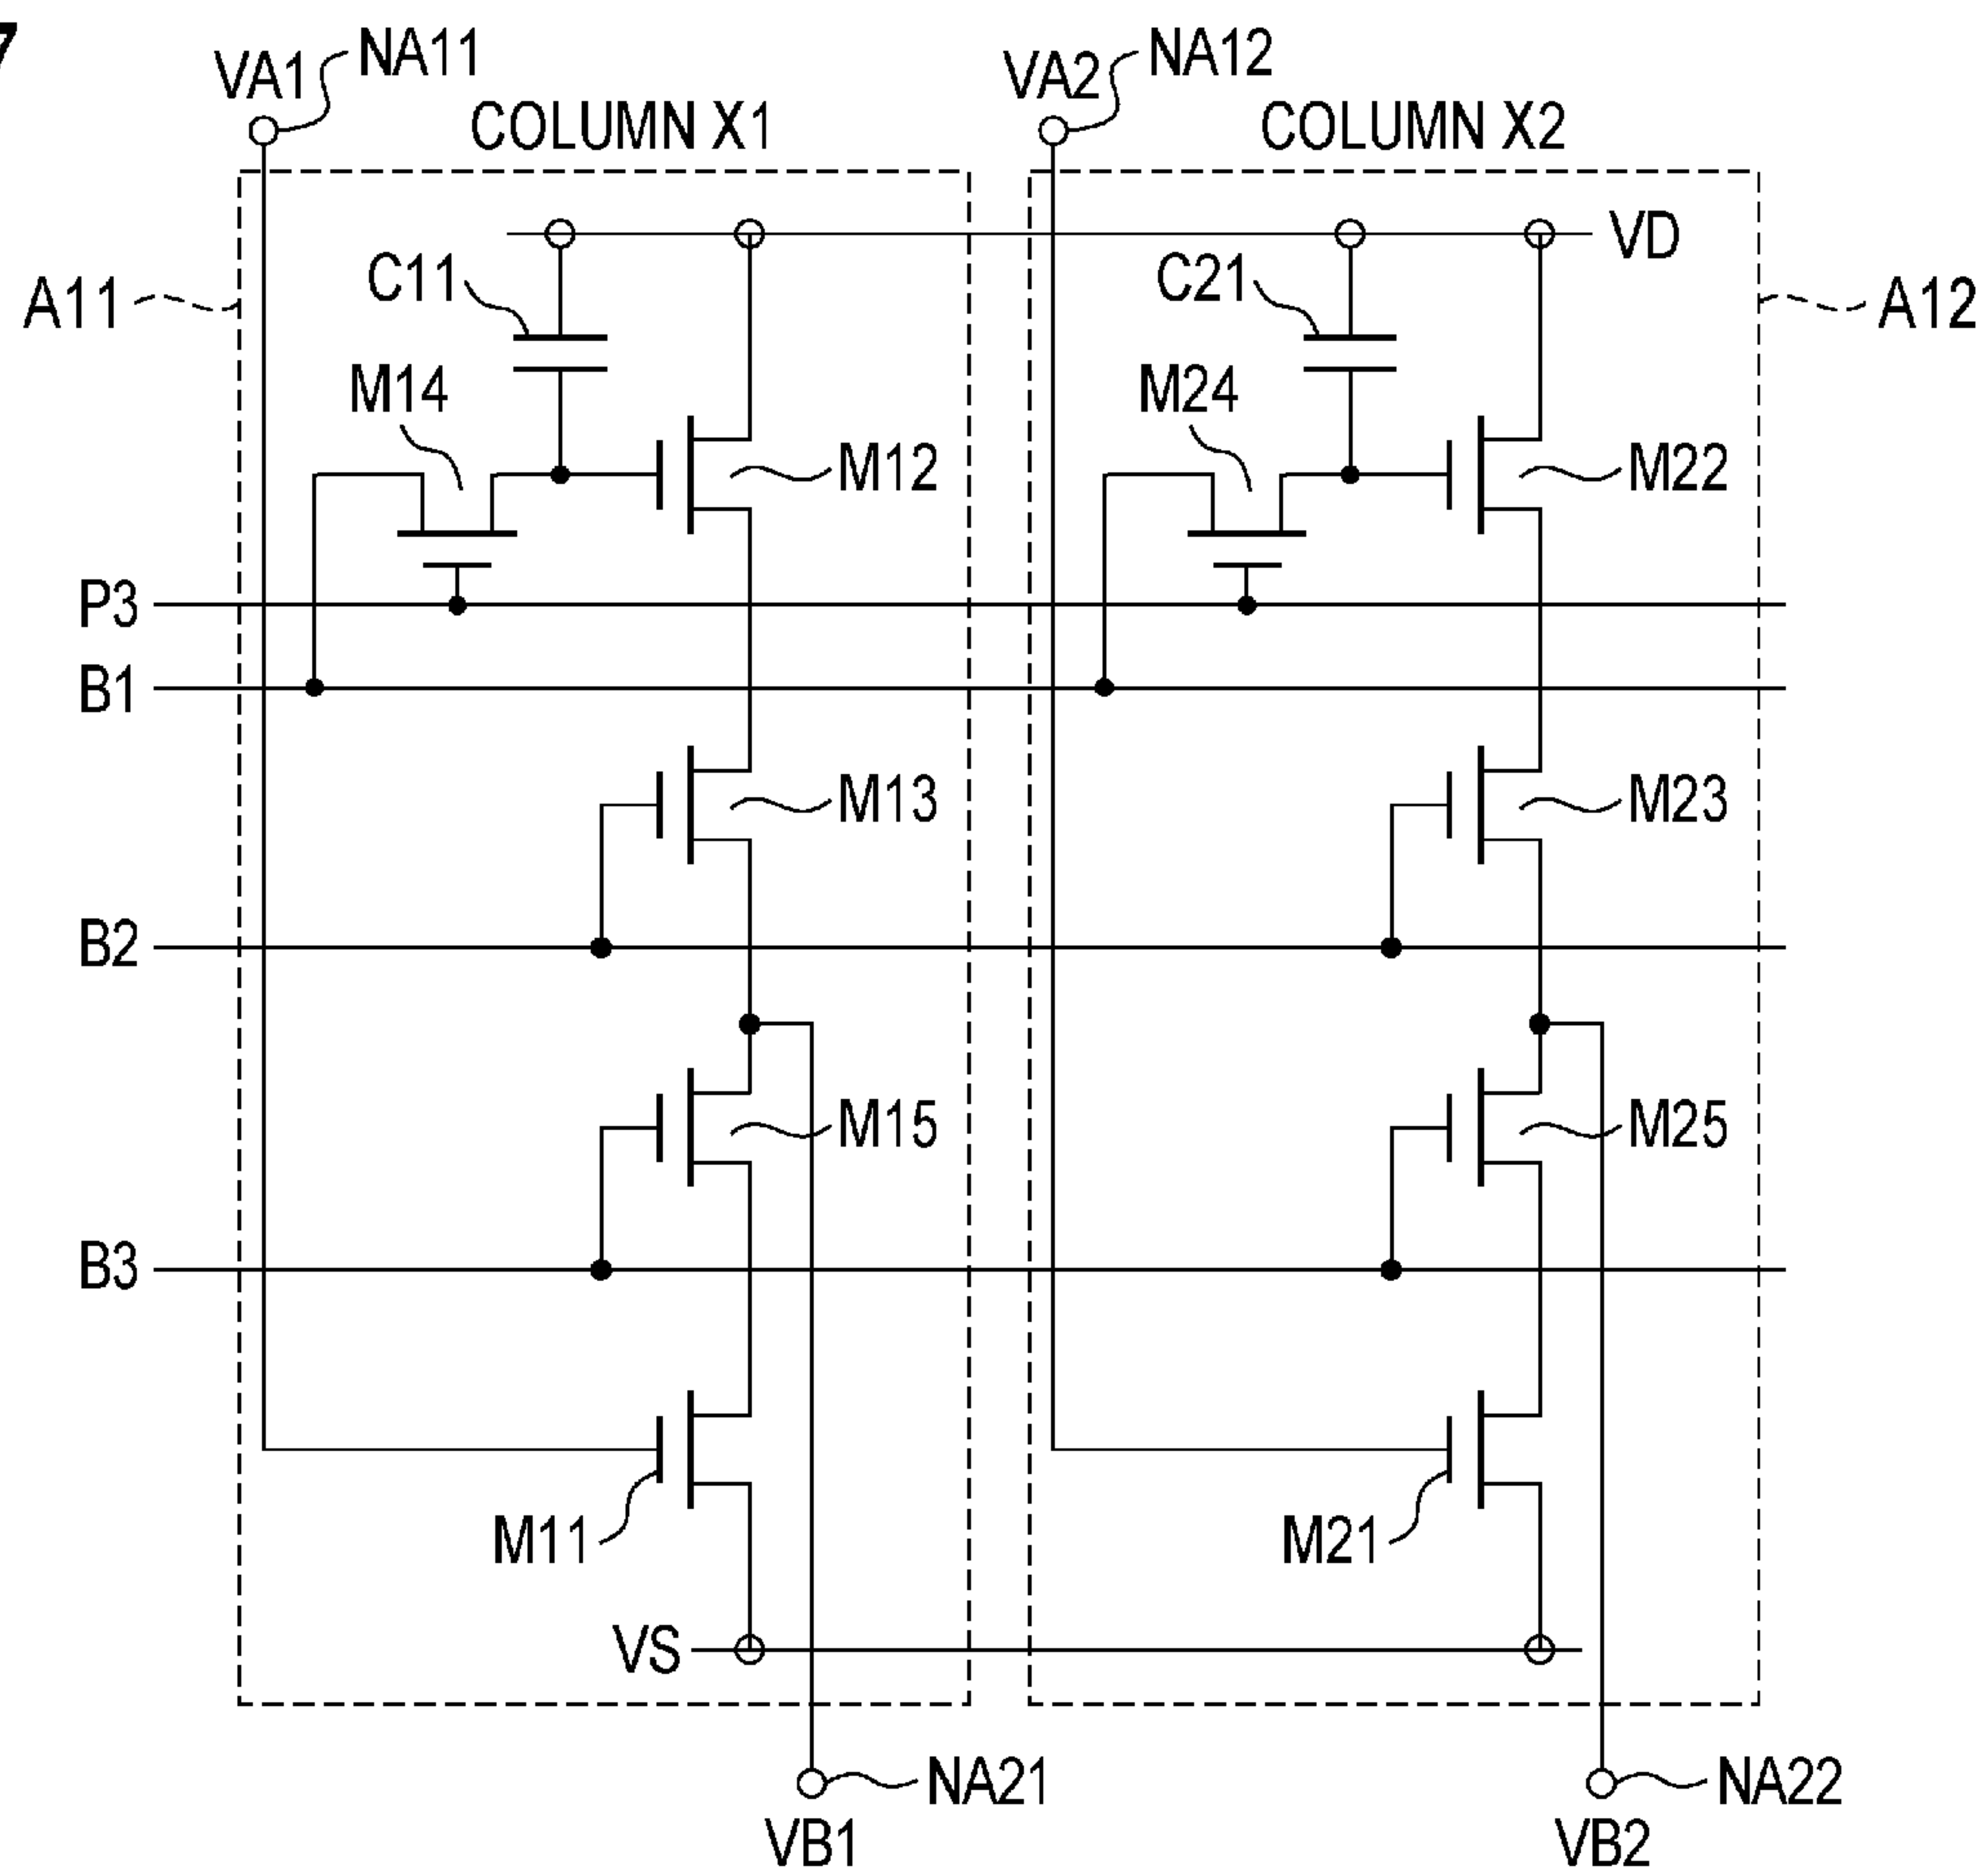 7
VA1 NA11 VA2 NA12
COLUMN X1 COLUMN X2
VD
C11 C21
A11 A12
M14 M24
M12 M22
P3
B1
M13 M23
B2
M15 M25
B3
M11 M21
VS
NA21 NA22
VB1 VB2